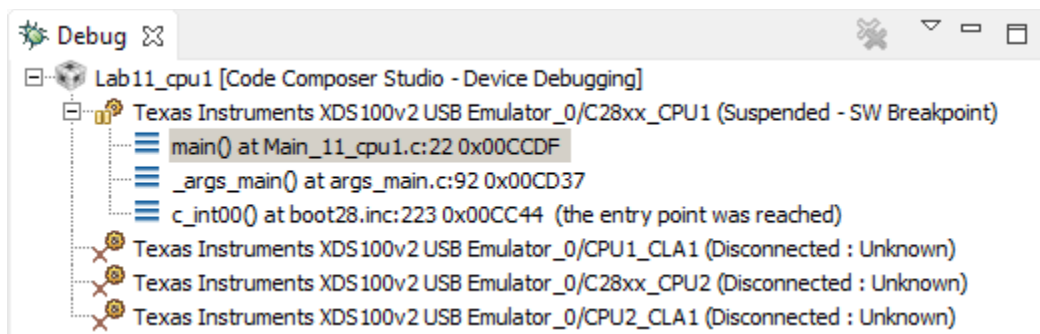 Debug
Lab11_cpu1 [Code Composer Studio - Device Debugging]
Texas Instruments XDS100v2 USB Emulator_0/C28xx_CPU1 (Suspended - SW Breakpoint)
main() at Main_11_cpu1.c:22 0x00CCDF
_args_main() at args_main.c:92 0x00CD37
c_int00() at boot28.inc:223 0x00CC44 (the entry point was reached)
Texas Instruments XDS100v2 USB Emulator_0/CPU1_CLA1 (Disconnected : Unknown)
Texas Instruments XDS100v2 USB Emulator_0/C28xx_CPU2 (Disconnected : Unknown)
Texas Instruments XDS100v2 USB Emulator_0/CPU2_CLA1 (Disconnected : Unknown)